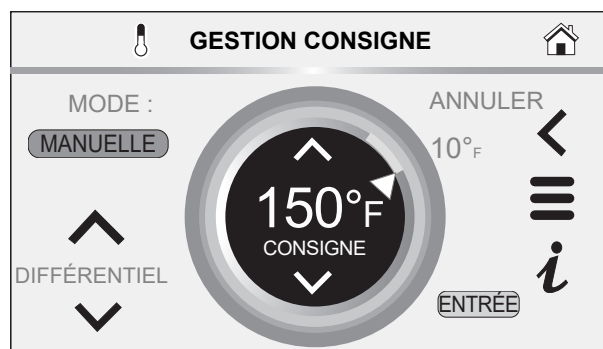 GESTION CONSIGNE
MODE :
MANUELLE
ANNULER
10°F
150°F
CONSIGNE
DIFFÉRENTIEL
ENTRÉE
i